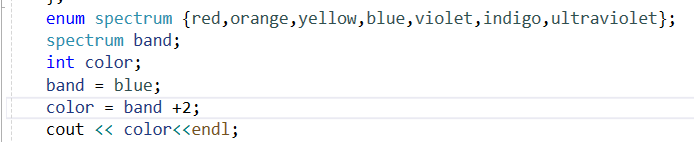 };
enum spectrum {red,orange,yellow,blue,violet,indigo,ultraviolet};
spectrum band;
int color;
band = blue;
color = band +2;
cout << color<<endl;